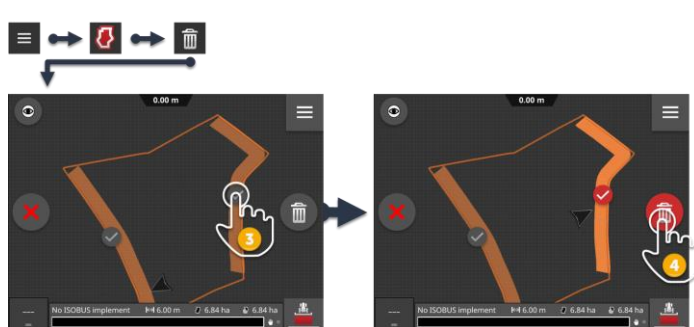 0.00 m
0.00 m
3
4
No ISOBUS implement 6.00 m 6.84 ha 6.84 ha
No ISOBUS implement 6.00 m 6.84 ha 6.84 ha
---
---